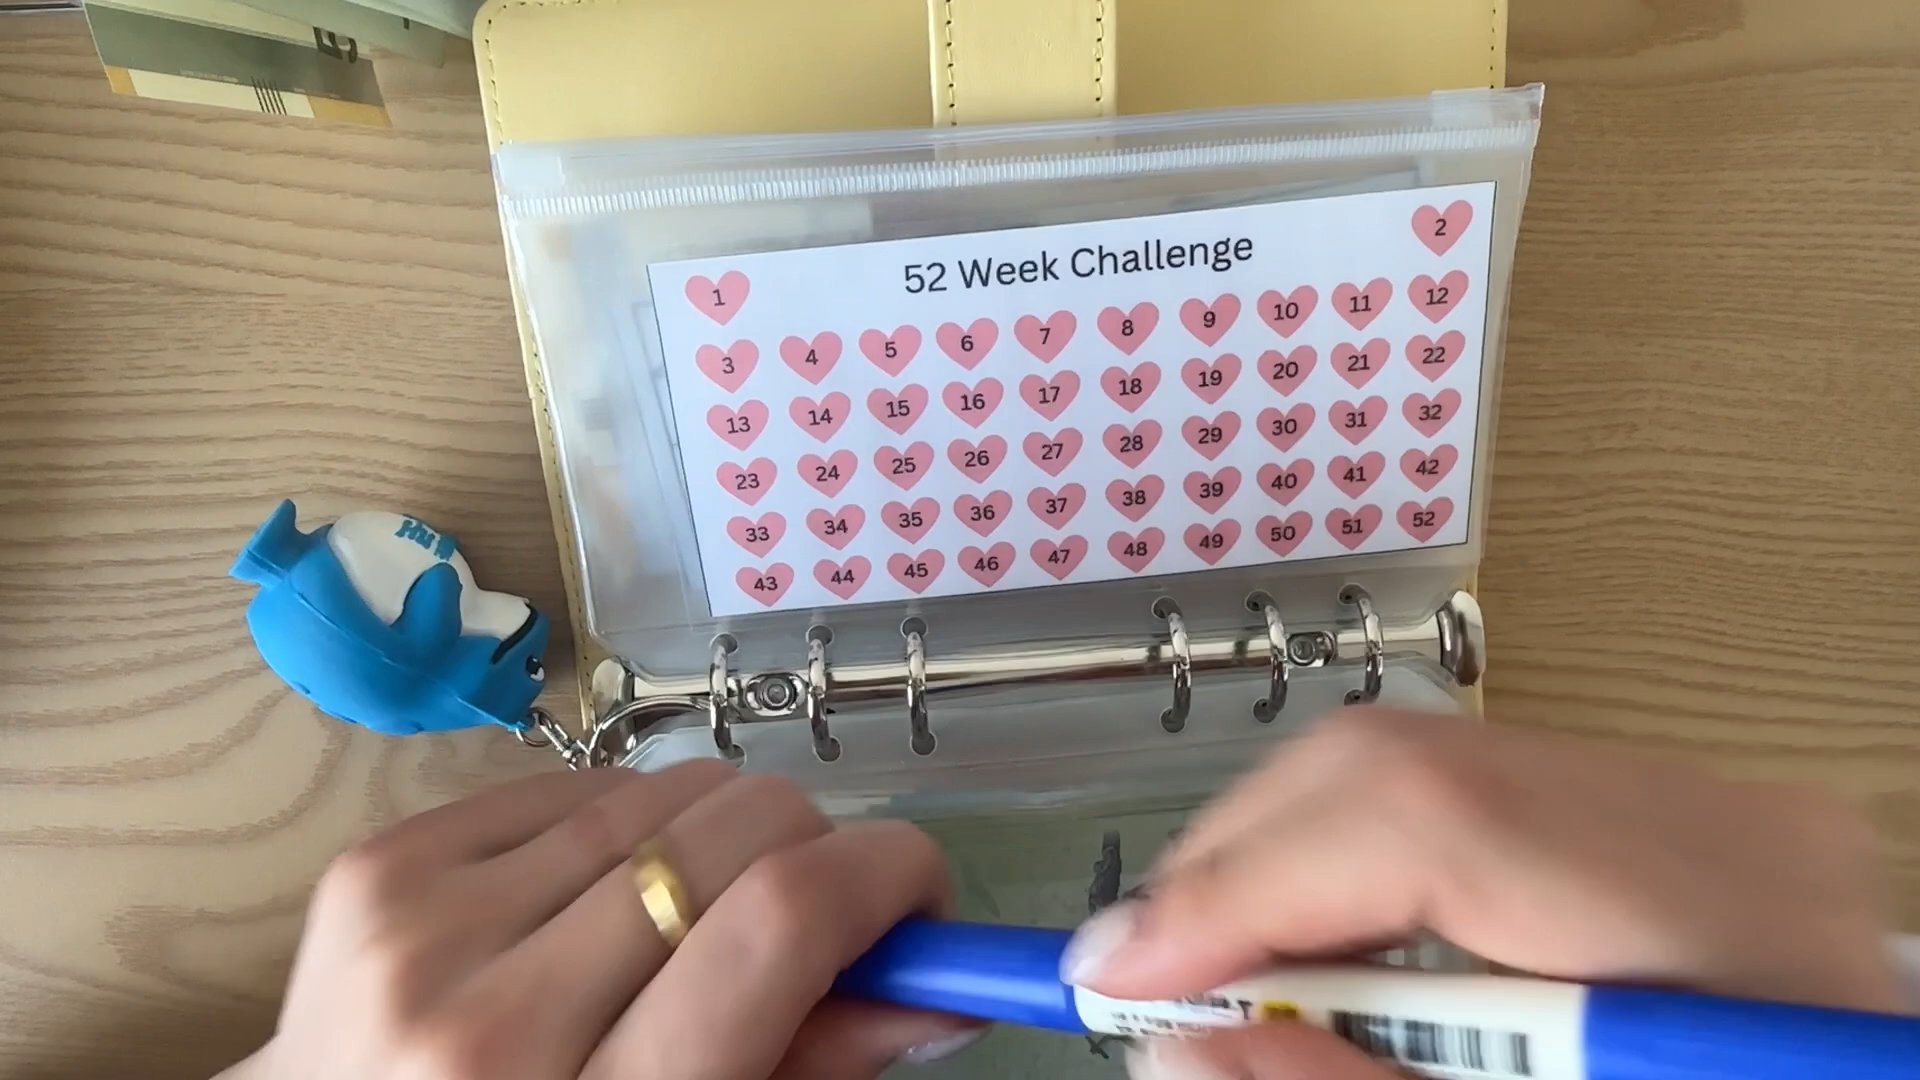 52 Week Challenge
1 2
3 4 5 6 7 8 9 10 11 12
13 14 15 16 17 18 19 20 21 22
23 24 25 26 27 28 29 30 31 32
33 34 35 36 37 38 39 40 41 42
43 44 45 46 47 48 49 50 51 52